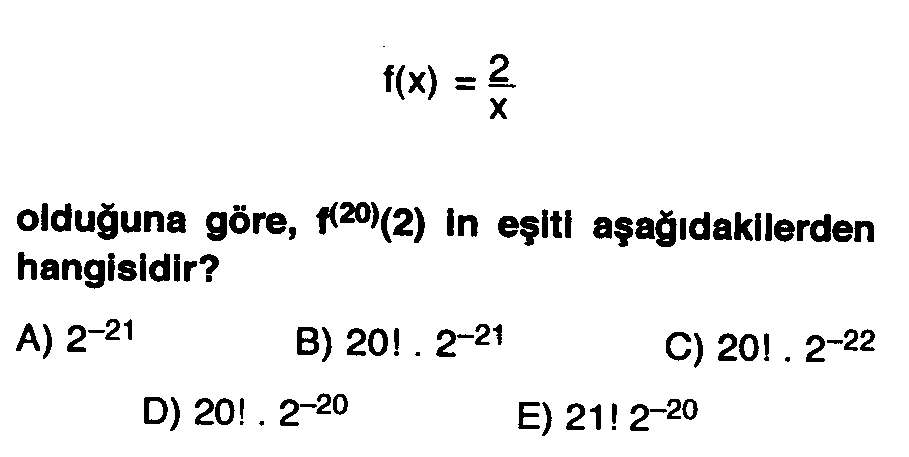 f(x) = 2/x
olduğuna göre, f⁽²⁰⁾(2) in eşiti aşağıdakilerden
hangisidir?
A) 2⁻²¹ B) 20! . 2⁻²¹ C) 20! . 2⁻²²
D) 20! . 2⁻²⁰ E) 21! 2⁻²⁰